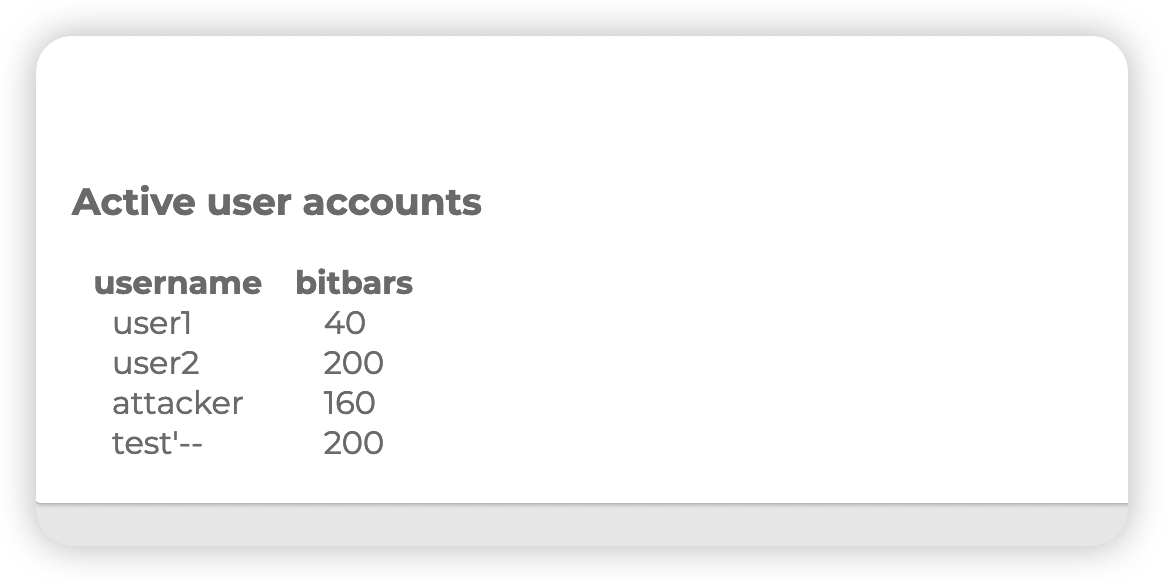 Active user accounts
username bitbars
user1 40
user2 200
attacker 160
test'-- 200